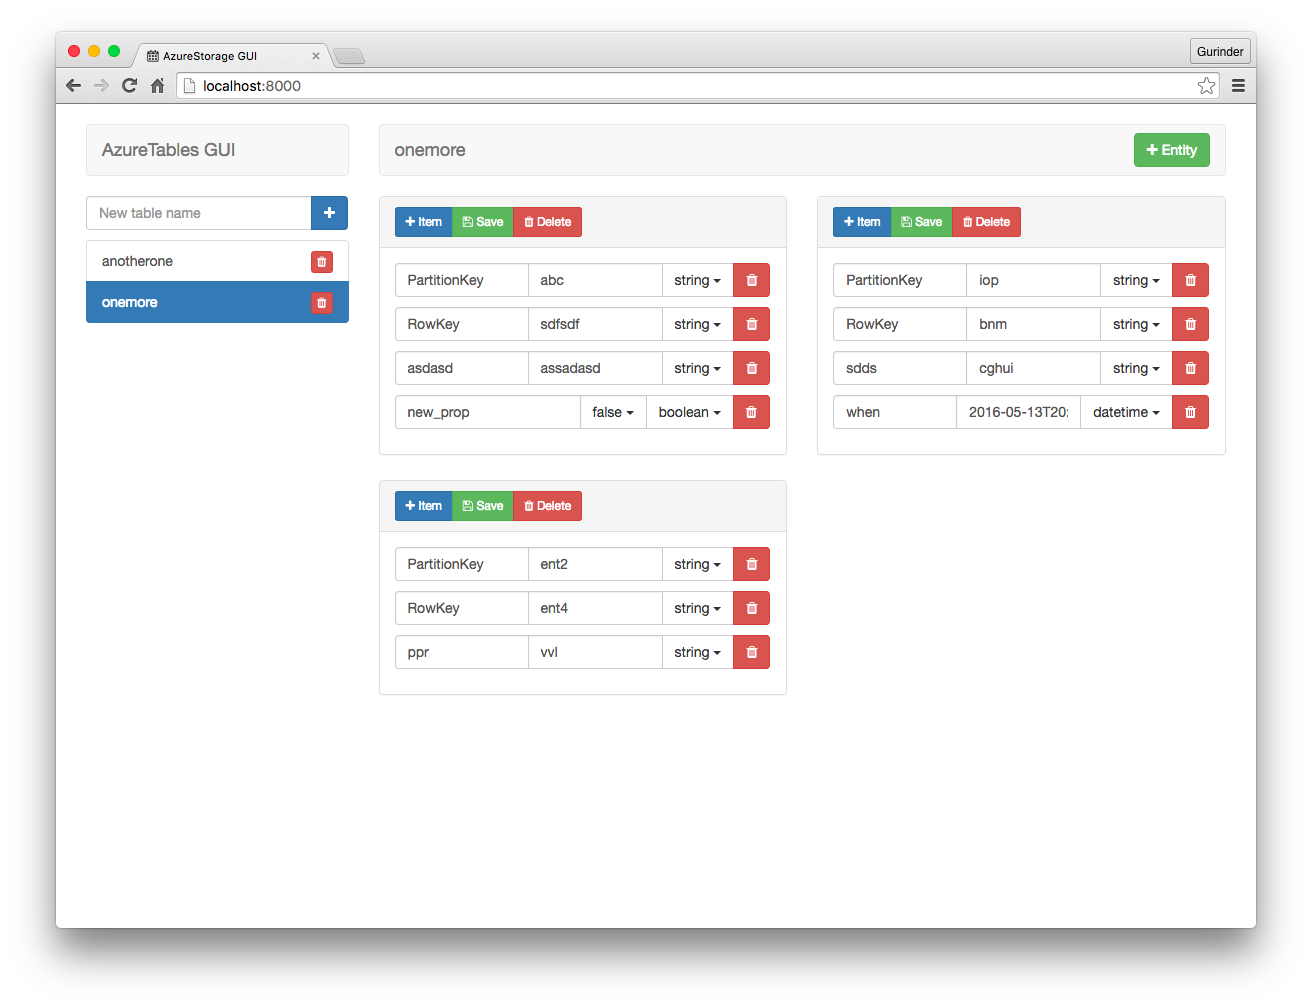 AzureStorage GUI
Gurinder
localhost:8000
AzureTables GUI
New table name
anotherone
onemore
onemore
Entity
Item Save Delete
PartitionKey abc string
RowKey sdfsdf string
asdasd assadasd string
new_prop false boolean
Item Save Delete
PartitionKey iop string
RowKey bnm string
sdds cghui string
when 2016-05-13T20: datetime
Item Save Delete
PartitionKey ent2 string
RowKey ent4 string
ppr vvl string